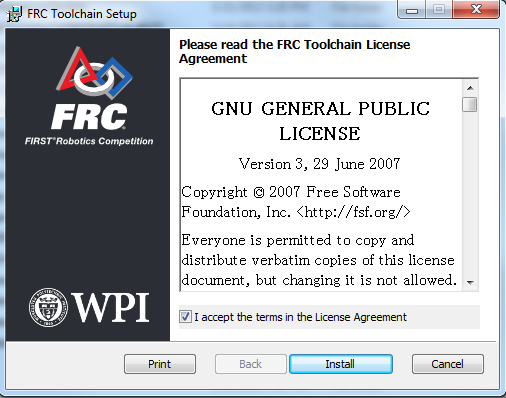 FRC Toolchain Setup
Please read the FRC Toolchain License
Agreement
FRC
FIRST®Robotics Competition
GNU GENERAL PUBLIC
LICENSE
Version 3, 29 June 2007
Copyright © 2007 Free Software
Foundation, Inc. <http://fsf.org/>
Everyone is permitted to copy and
distribute verbatim copies of this license
document, but changing it is not allowed.
WPI
I accept the terms in the License Agreement
Print
Back
Install
Cancel